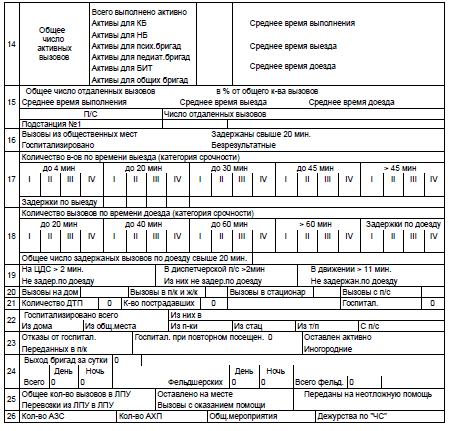 14 Общее число активных вызовов
Всего выполнено активно
Активы для КБ Среднее время выполнения
Активы для НБ
Активы для псих.бригад Среднее время выезда
Активы для педиат.бригад
Активы для БИТ Среднее время доезда
Активы для общих бригад
15 Общее число отдаленных вызовов в % от общего к-ва вызовов
Среднее время выполнения Среднее время выезда Среднее время доезда
П/С Число отдаленных вызовов
Подстанция №1
16 Вызовы из общественных мест Задержаны свыше 20 мин.
Госпитализировано Безрезультатные
17 Количество в-ов по времени выезда (категория срочности)
до 4 мин до 20 мин до 30 мин до 45 мин > 45 мин
I II III IV I II III IV I II III IV I II III IV I II III IV
Задержки по выезду
18 Количество вызовов по времени доезда (категория срочности)
до 20 мин до 40 мин до 60 мин > 60 мин Задержки по доезду
I II III IV I II III IV I II III IV I II III IV I II III IV
Общее число задержаных вызовов по доезду свыше 20 мин.
19 На ЦДС > 2 мин. В диспетчерской п/с >2мин В движении > 11 мин.
Не задер.по доезду Из них не задер.по доезду Не задержан.по доезду
20 Вызовы на дом Вызовы в п/к и ж/к Вызовы в стационар Вызовы с п/с
21 Количество ДТП 0 К-во пострадавших 0 Госпитал. 0
22 Госпитализировано всего Из них в
Из дома Из общ.места Из п-ки Из стац Из т/п С п/с
23 Отказы от госпитал. Госпитал. при повторном посещен. 0 Оставлен активно
Переданных в п/к Иногородние
24 Выход бригад за сутки 0
День Ночь День Ночь
Всего 0 0 Фельдшерских 0 0 Всего фельд. 0
25 Общее кол-во вызовов в ЛПУ Оставлено на месте Переданы на неотложную помощь
Перевозки из ЛПУ в ЛПУ Вызовы с оказанием помощи
26 Кол-во АЗС Кол-во АХП Общ.мероприятия Дежурства по "ЧС"